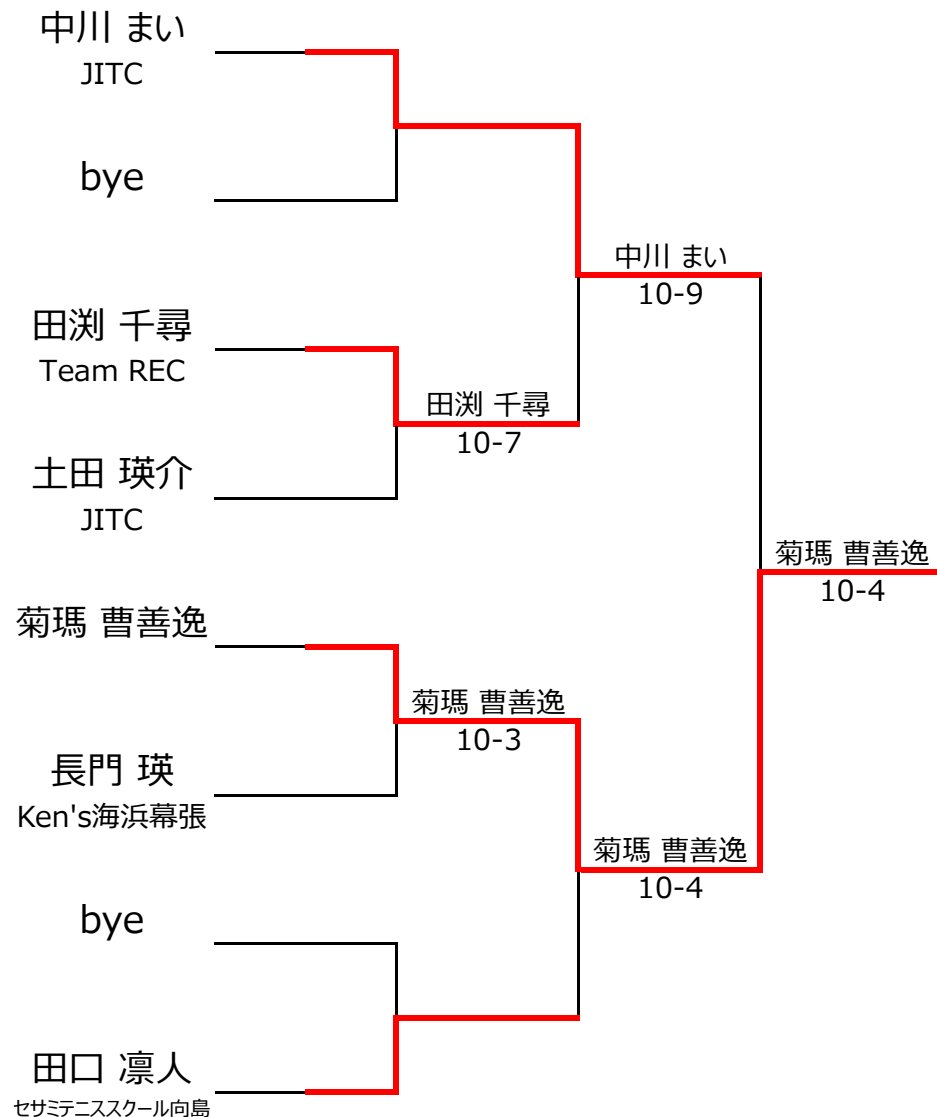 中川 まい
JITC
bye
田渕 千尋
Team REC
土田 瑛介
JITC
菊瑪 曹善逸
長門 瑛
Ken's海浜幕張
bye
田口 凛人
セサミテニススクール向島
田渕 千尋
10-7
菊瑪 曹善逸
10-3
中川 まい
10-9
菊瑪 曹善逸
10-4
菊瑪 曹善逸
10-4